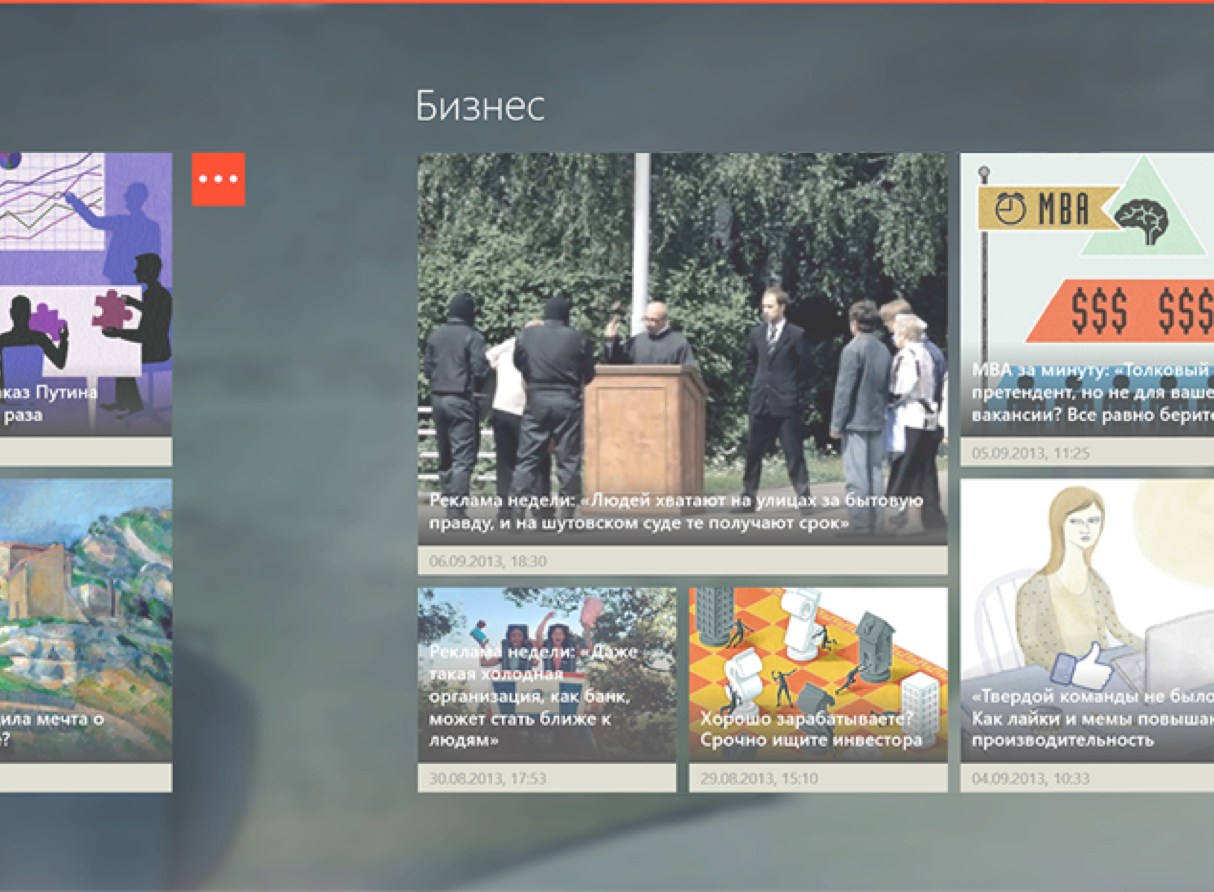 Бизнес
аказ Путина
раза
ила мечта о
?
Реклама недели: «Людей хватают на улицах за бытовую
правду, и на шутовском суде те получают срок»
06.09.2013, 18:30
Реклама недели: «Даже
такая холодная
организация, как банк,
может стать ближе к
людям»
30.08.2013, 17:53
Хорошо зарабатываете?
Срочно ищите инвестора
29.08.2013, 15:10
MBA
$$$ $$$
MBA за минуту: «Толковый
претендент, но не для ваше
вакансии? Все равно берите
05.09.2013, 11:25
«Твердой команды не было
Как лайки и мемы повышаю
производительность
04.09.2013, 10:33